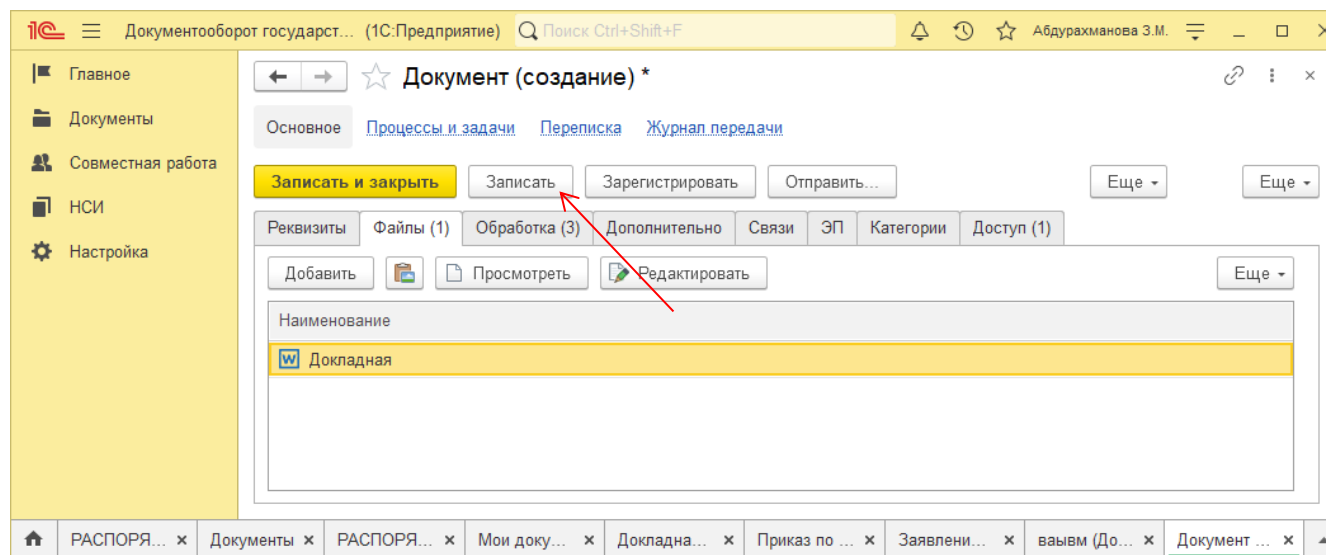 1С Документооборот государст... (1С:Предприятие) Поиск Ctrl+Shift+F Абдурахманова З.М.
Главное
Документы
Совместная работа
НСИ
Настройка
Документ (создание) *
Основное Процессы и задачи Переписка Журнал передачи
Записать и закрыть Записать Зарегистрировать Отправить... Еще Еще
Реквизиты Файлы (1) Обработка (3) Дополнительно Связи ЭП Категории Доступ (1)
Добавить Просмотреть Редактировать Еще
Наименование
W Докладная
РАСПОРЯ... × Документы × РАСПОРЯ... × Мои доку... × Докладна... × Приказ по ... × Заявлени... × ваывм (До... × Документ ... ×